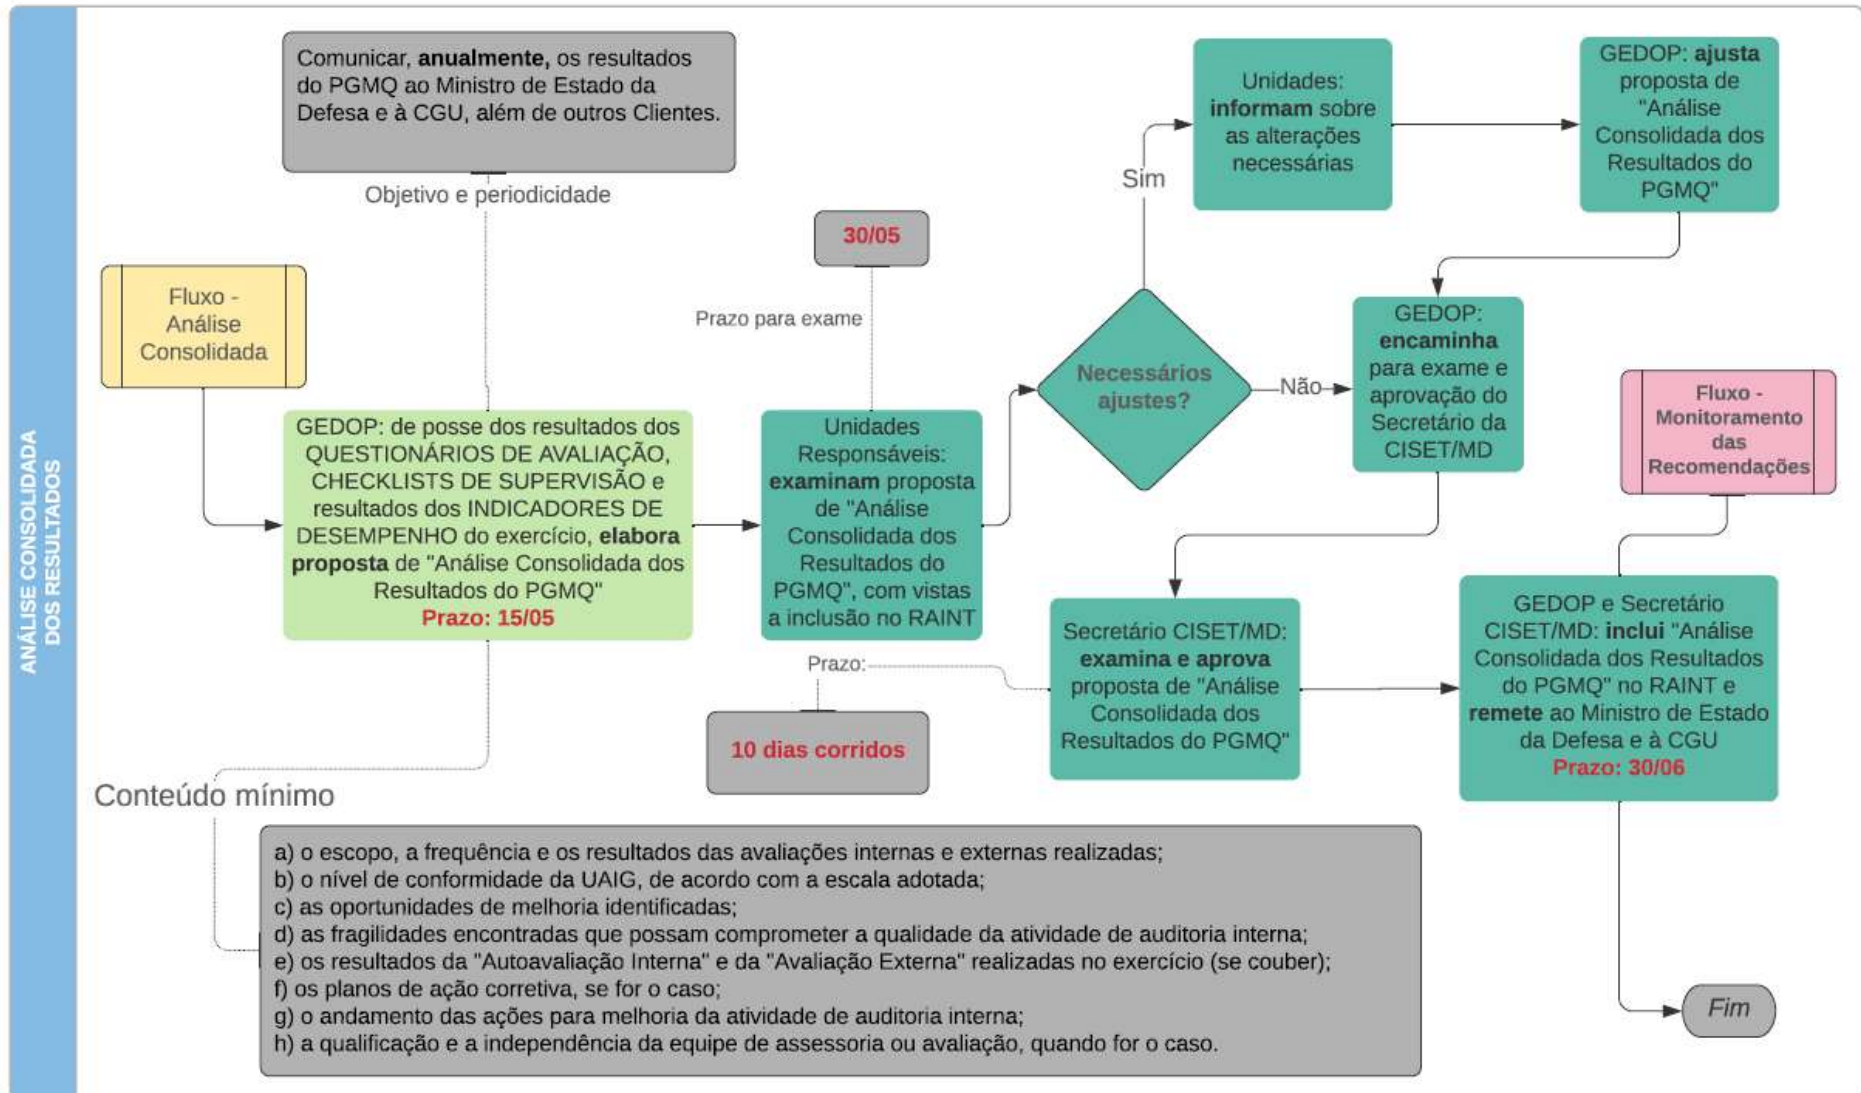 ANÁLISE CONSOLIDADA
DOS RESULTADOS
Comunicar, anualmente, os resultados
do PGMQ ao Ministro de Estado da
Defesa e à CGU, além de outros Clientes.
Objetivo e periodicidade
Fluxo -
Análise
Consolidada
GEDOP: de posse dos resultados dos
QUESTIONÁRIOS DE AVALIAÇÃO,
CHECKLISTS DE SUPERVISÃO e
resultados dos INDICADORES DE
DESEMPENHO do exercício, elabora
proposta de "Análise Consolidada dos
Resultados do PGMQ"
Prazo: 15/05
30/05
Prazo para exame
Unidades
Responsáveis:
examinam proposta
de "Análise
Consolidada dos
Resultados do
PGMQ", com vistas
a inclusão no RAINT
Necessários
ajustes?
Sim
Não
Unidades:
informam sobre
as alterações
necessárias
GEDOP: ajusta
proposta de
"Análise
Consolidada dos
Resultados do
PGMQ"
GEDOP:
encaminha
para exame e
aprovação do
Secretário da
CISET/MD
Secretário CISET/MD:
examina e aprova
proposta de "Análise
Consolidada dos
Resultados do PGMQ"
Prazo:
10 dias corridos
GEDOP e Secretário
CISET/MD: inclui "Análise
Consolidada dos Resultados
do PGMQ" no RAINT e
remete ao Ministro de Estado
da Defesa e à CGU
Prazo: 30/06
Fluxo -
Monitoramento
das
Recomendações
Fim
Conteúdo mínimo
a) o escopo, a frequência e os resultados das avaliações internas e externas realizadas;
b) o nível de conformidade da UAIG, de acordo com a escala adotada;
c) as oportunidades de melhoria identificadas;
d) as fragilidades encontradas que possam comprometer a qualidade da atividade de auditoria interna;
e) os resultados da "Autoavaliação Interna" e da "Avaliação Externa" realizadas no exercício (se couber);
f) os planos de ação corretiva, se for o caso;
g) o andamento das ações para melhoria da atividade de auditoria interna;
h) a qualificação e a independência da equipe de assessoria ou avaliação, quando for o caso.